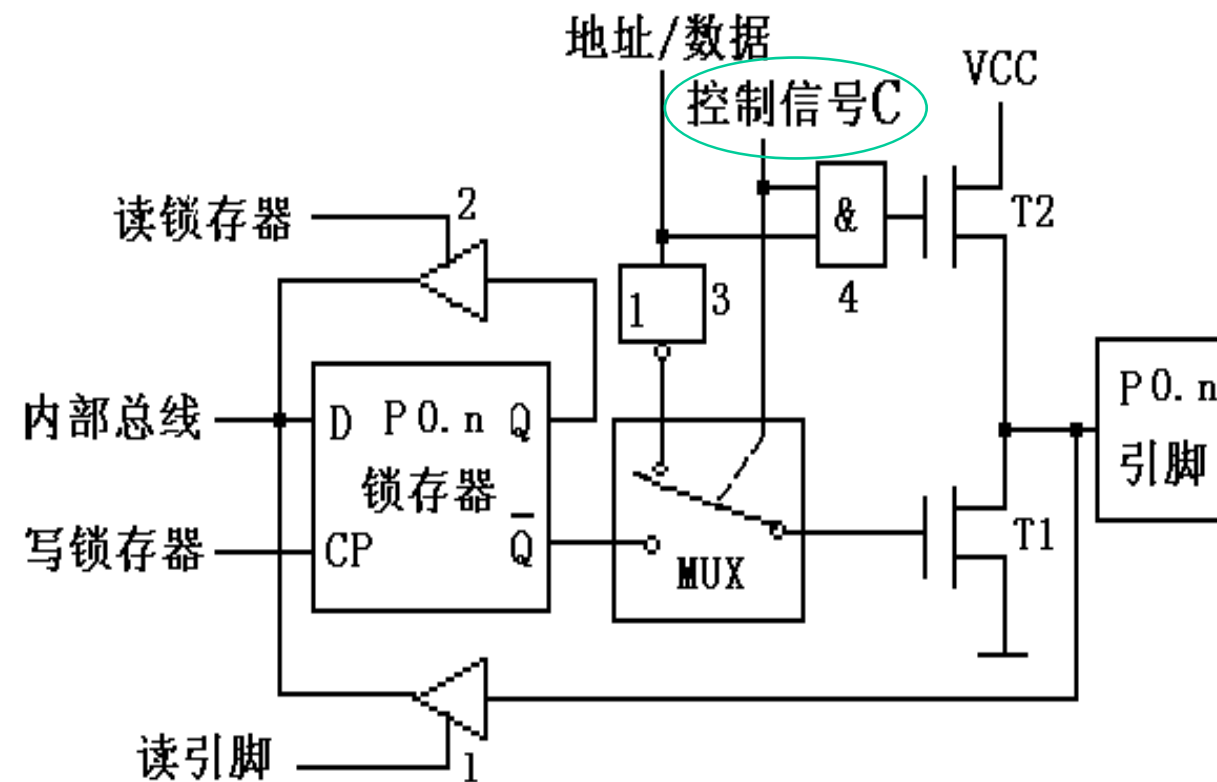 地址/数据
控制信号C
VCC
读锁存器
2
&
T2
1
3
4
内部总线
D
P0.n
Q
P0.n
引脚
锁存器
写锁存器
CP
Q̅
MUX
T1
读引脚
1